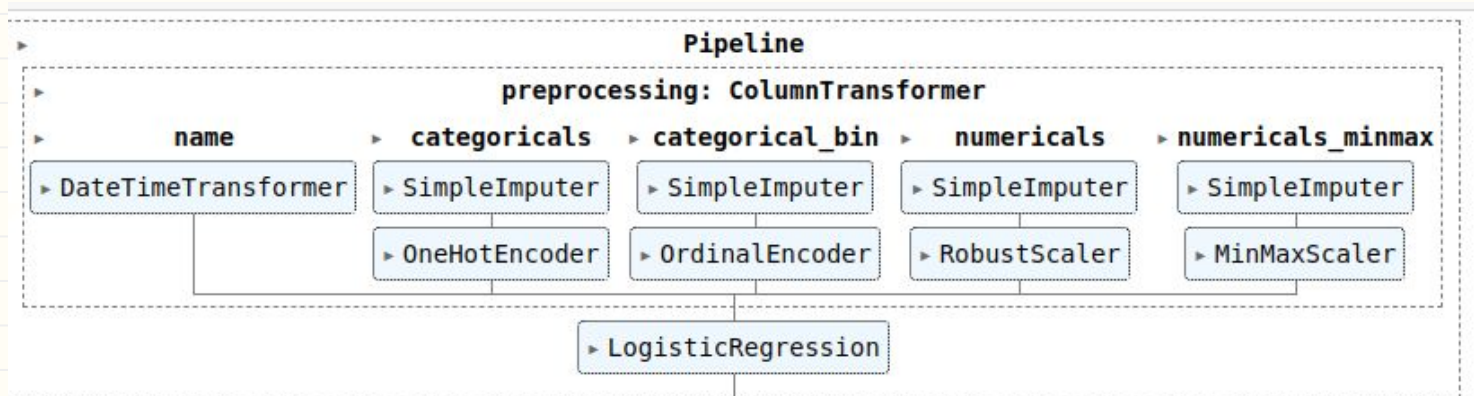 Pipeline
preprocessing: ColumnTransformer
name categoricals categorical_bin numericals numericals_minmax
DateTimeTransformer SimpleImputer SimpleImputer SimpleImputer SimpleImputer
OneHotEncoder OrdinalEncoder RobustScaler MinMaxScaler
LogisticRegression